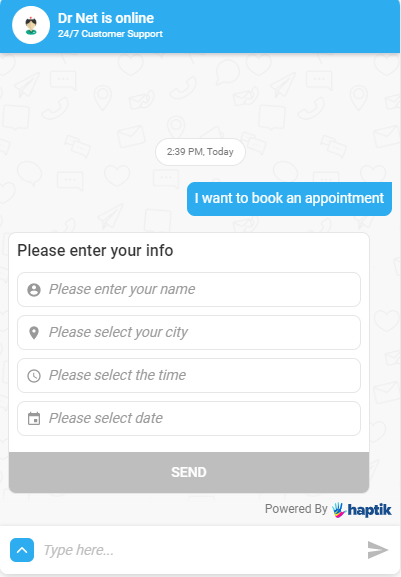 Dr Net is online
24/7 Customer Support
2:39 PM, Today
I want to book an appointment
Please enter your info
Please enter your name
Please select your city
Please select the time
Please select date
SEND
Powered By haptik
Type here...